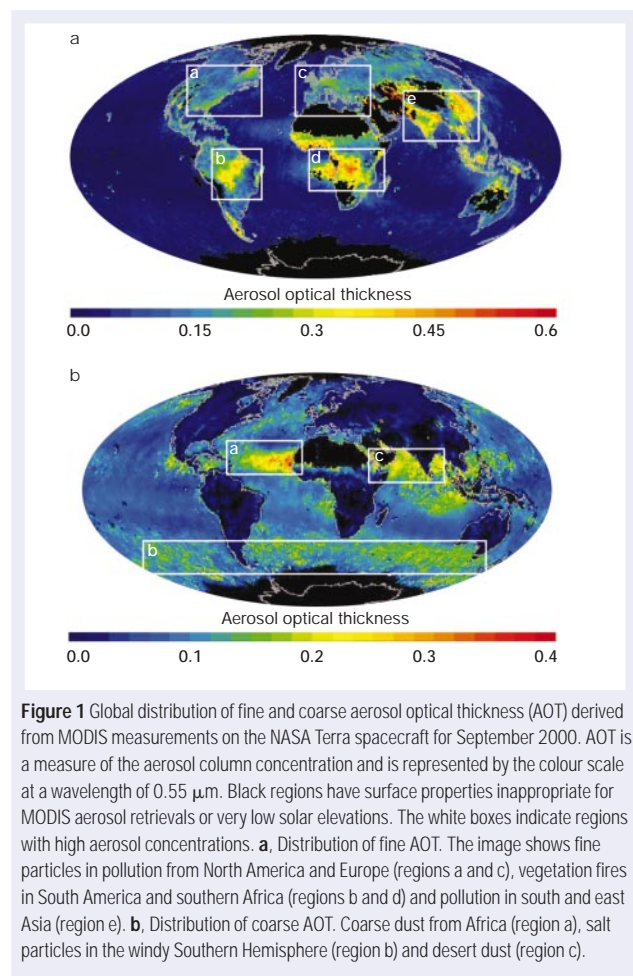 a
a
c
e
b
d
Aerosol optical thickness
0.0 0.15 0.3 0.45 0.6
b
a
c
b
Aerosol optical thickness
0.0 0.1 0.2 0.3 0.4
Figure 1 Global distribution of fine and coarse aerosol optical thickness (AOT) derived
from MODIS measurements on the NASA Terra spacecraft for September 2000. AOT is
a measure of the aerosol column concentration and is represented by the colour scale
at a wavelength of 0.55 μm. Black regions have surface properties inappropriate for
MODIS aerosol retrievals or very low solar elevations. The white boxes indicate regions
with high aerosol concentrations. a, Distribution of fine AOT. The image shows fine
particles in pollution from North America and Europe (regions a and c), vegetation fires
in South America and southern Africa (regions b and d) and pollution in south and east
Asia (region e). b, Distribution of coarse AOT. Coarse dust from Africa (region a), salt
particles in the windy Southern Hemisphere (region b) and desert dust (region c).